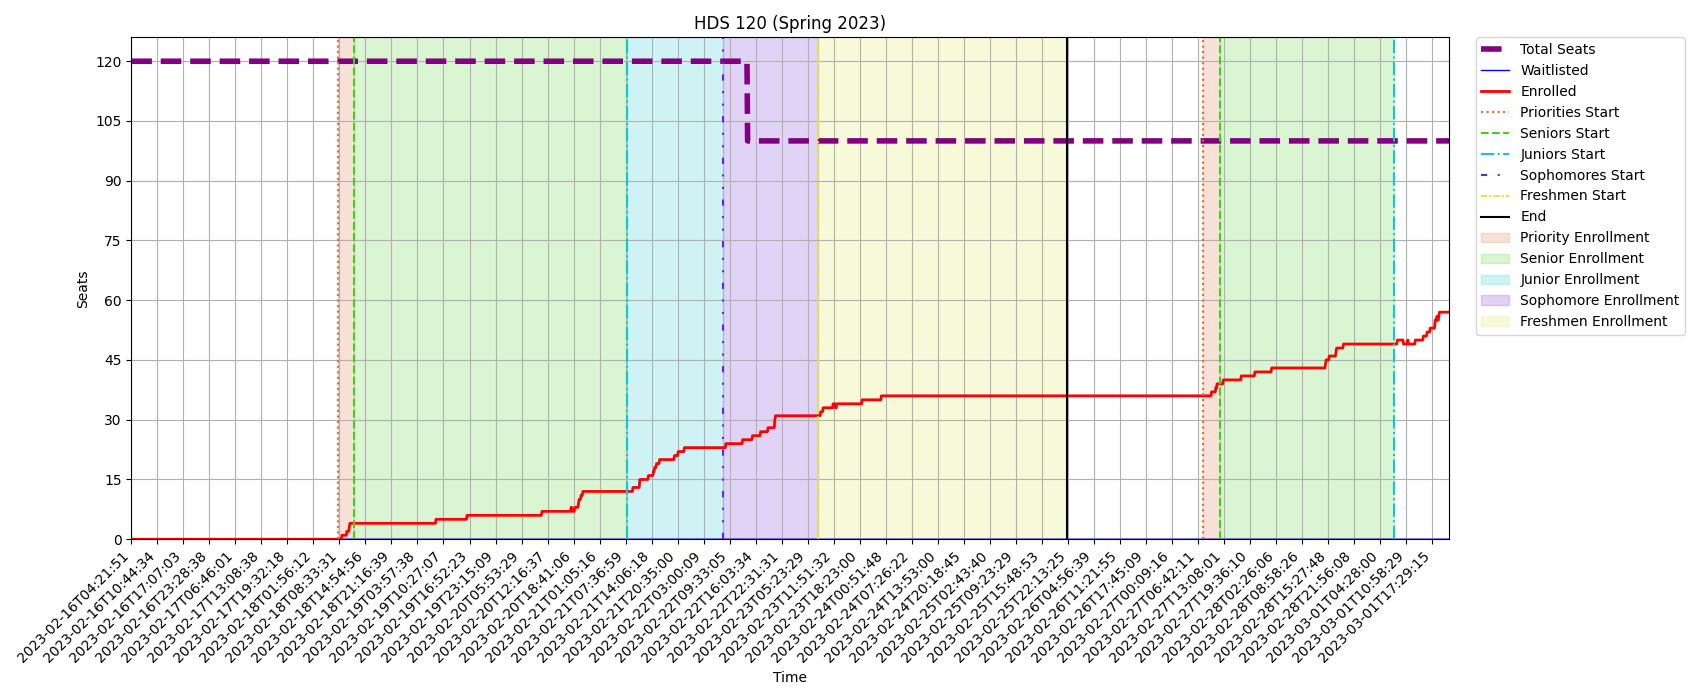 HDS 120 (Spring 2023)
120
105
90
75
60
45
30
15
0
Seats
2023-02-16T04:21:51
2023-02-16T10:44:34
2023-02-16T17:07:03
2023-02-16T23:28:38
2023-02-17T06:46:01
2023-02-17T13:08:38
2023-02-17T19:32:18
2023-02-18T01:56:12
2023-02-18T08:33:31
2023-02-18T14:54:56
2023-02-18T21:16:39
2023-02-19T03:57:38
2023-02-19T10:27:07
2023-02-19T16:52:23
2023-02-19T23:15:09
2023-02-20T05:53:29
2023-02-20T12:16:37
2023-02-20T18:41:06
2023-02-21T01:05:16
2023-02-21T07:36:59
2023-02-21T14:06:18
2023-02-21T20:35:00
2023-02-22T03:00:09
2023-02-22T09:33:05
2023-02-22T16:03:34
2023-02-22T22:31:31
2023-02-23T05:23:29
2023-02-23T11:51:32
2023-02-23T18:23:00
2023-02-24T00:51:48
2023-02-24T07:26:22
2023-02-24T13:53:00
2023-02-24T20:18:45
2023-02-25T02:43:40
2023-02-25T09:23:29
2023-02-25T15:48:53
2023-02-25T22:13:25
2023-02-26T04:56:39
2023-02-26T11:21:55
2023-02-26T17:45:09
2023-02-27T00:09:16
2023-02-27T06:42:11
2023-02-27T13:08:01
2023-02-27T19:36:10
2023-02-28T02:26:06
2023-02-28T08:58:26
2023-02-28T15:27:48
2023-02-28T21:56:08
2023-03-01T04:28:00
2023-03-01T10:58:29
2023-03-01T17:29:15
Time
Total Seats
Waitlisted
Enrolled
Priorities Start
Seniors Start
Juniors Start
Sophomores Start
Freshmen Start
End
Priority Enrollment
Senior Enrollment
Junior Enrollment
Sophomore Enrollment
Freshmen Enrollment